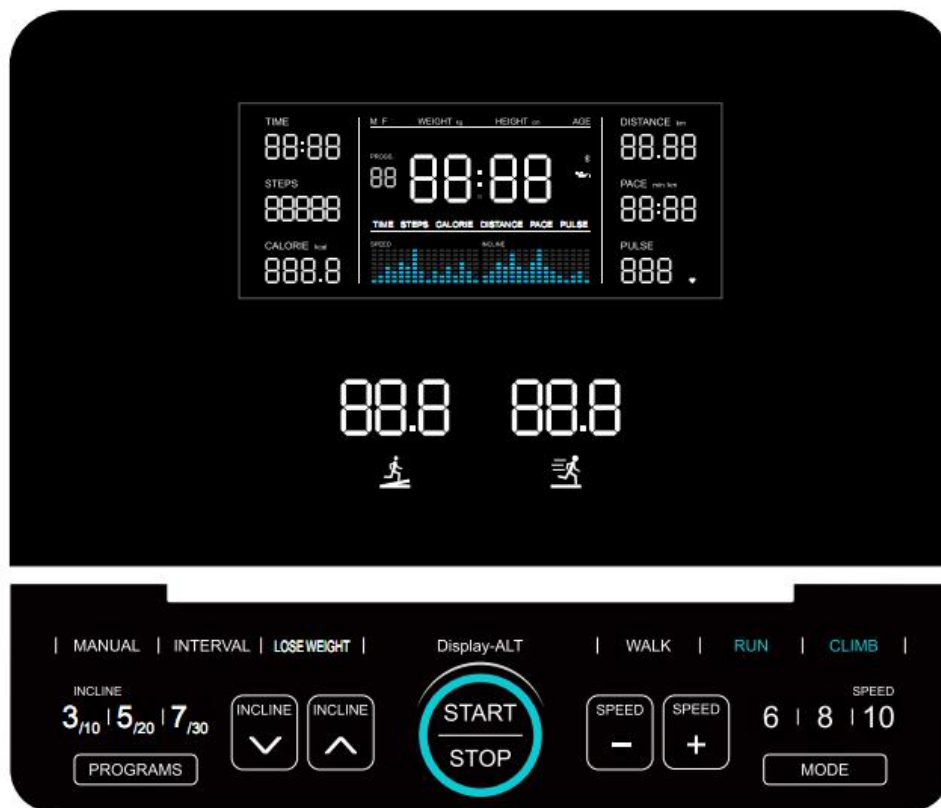 TIME
88:88
STEPS
88888
CALORIE kcal
888.8
M F WEIGHT kg HEIGHT cm AGE
PROGS.
88
88:88
TIME STEPS CALORIE DISTANCE PACE PULSE
SPEED INCLINE
DISTANCE km
88.88
PACE min/km
88:88
PULSE
888
88.8 88.8
| MANUAL | INTERVAL | LOSE WEIGHT |
Display-ALT
| WALK | RUN | CLIMB |
INCLINE
3/10 | 5/20 | 7/30
PROGRAMS
INCLINE
INCLINE
START
STOP
SPEED
-
SPEED
+
SPEED
6 | 8 | 10
MODE